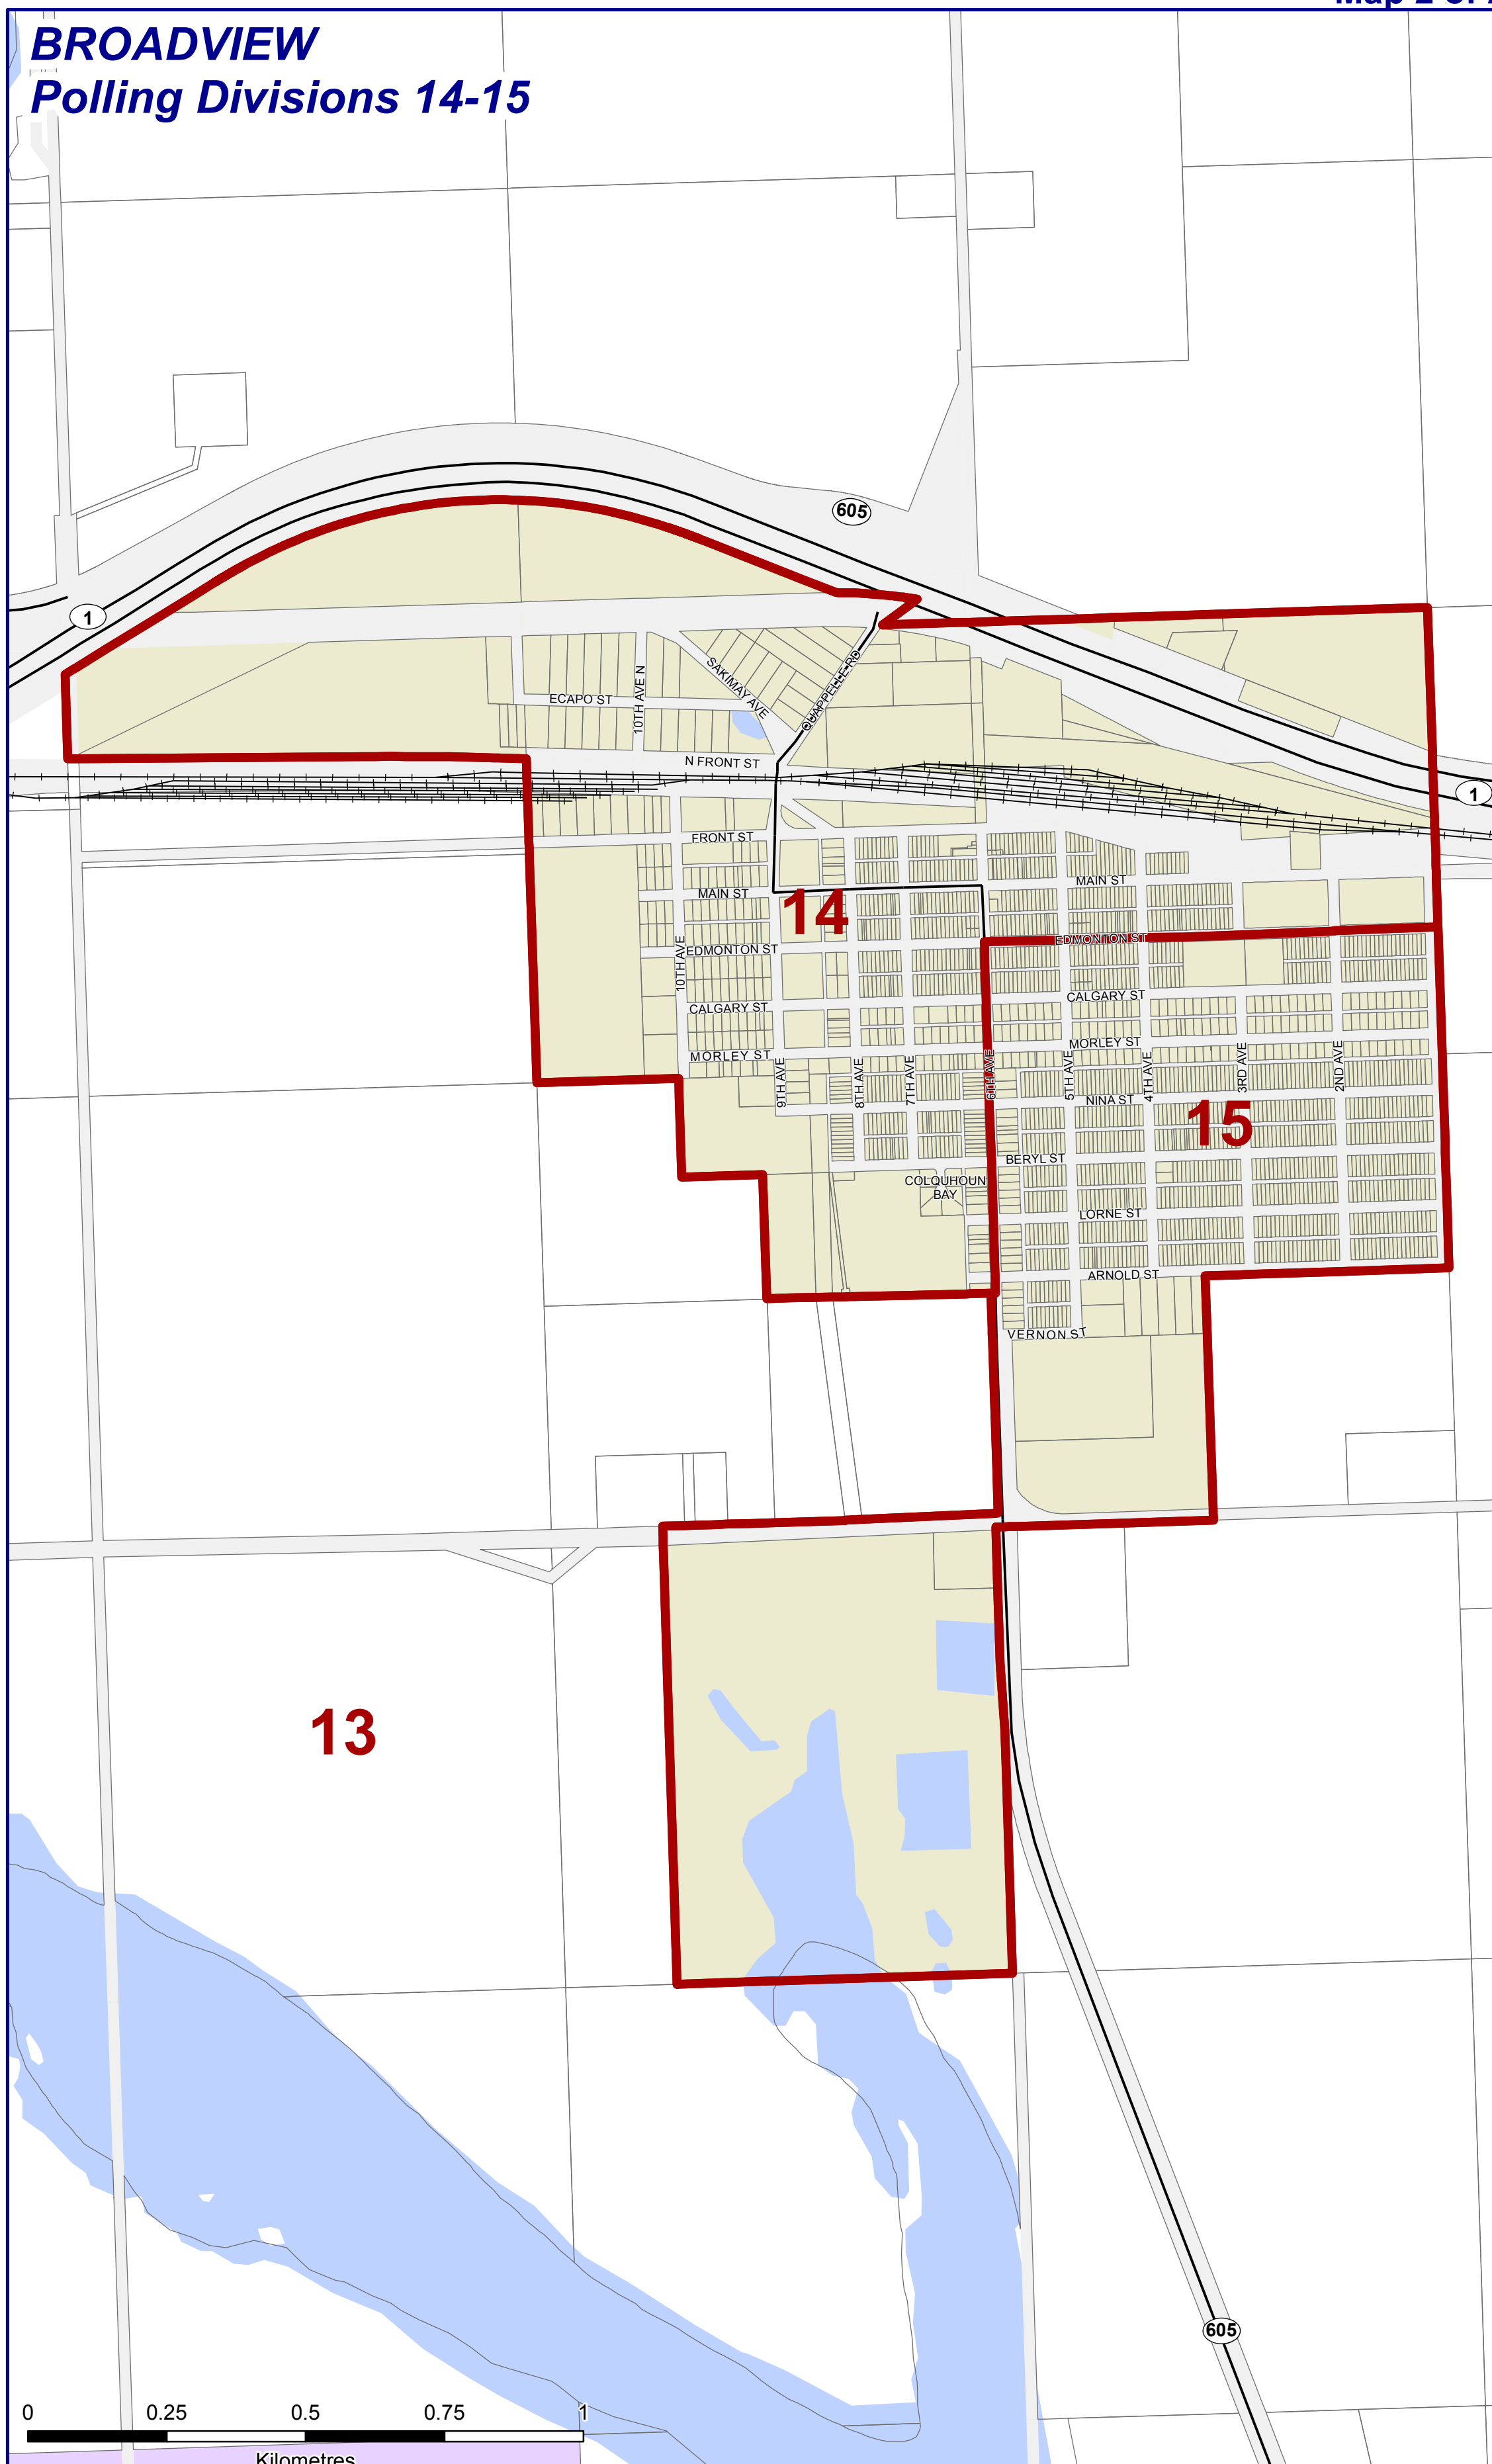 BROADVIEW
Polling Divisions 14-15
605
1
SAKIMAY AVE
QUAPPELLE RD
10TH AVE N
ECAPO ST
N FRONT ST
1
FRONT ST
MAIN ST
MAIN ST
14
EDMONTON ST
EDMONTON ST
10TH AVE
CALGARY ST
CALGARY ST
MORLEY ST
MORLEY ST
9TH AVE
8TH AVE
7TH AVE
6TH AVE
5TH AVE
4TH AVE
3RD AVE
2ND AVE
NINA ST
15
BERYL ST
COLQUHOUN
BAY
LORNE ST
ARNOLD ST
VERNON ST
13
605
0 0.25 0.5 0.75 1
Kilometres